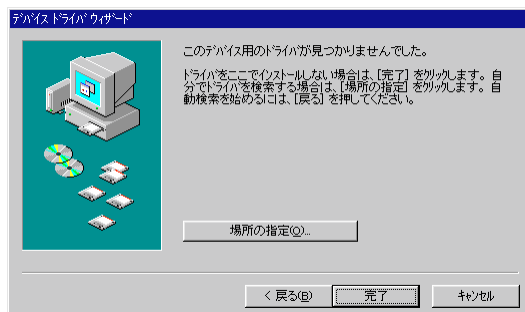 ﾃﾞﾊﾞｲｽ ﾄﾞﾗｲﾊﾞ ｳｨｻﾞｰﾄﾞ
このﾃﾞﾊﾞｲｽ用のﾄﾞﾗｲﾊﾞが見つかりませんでした。
ﾄﾞﾗｲﾊﾞをここでｲﾝｽﾄｰﾙしない場合は、[完了] をｸﾘｯｸします。自
分でﾄﾞﾗｲﾊﾞを検索する場合は、[場所の指定] をｸﾘｯｸします。自
動検索を始めるには、[戻る] を押してください。
場所の指定(O)...
< 戻る(B)
完了
ｷｬﾝｾﾙ